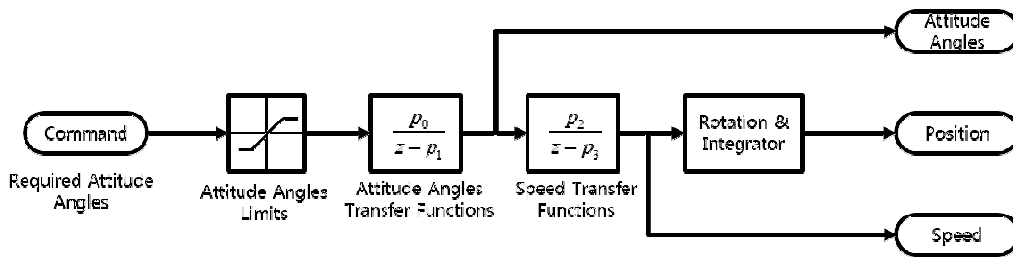 Attitude
Angles
Command
p0
z − p1
p2
z − p3
Rotation &
Integrator
Position
Required Attitude
Angles
Attitude Angles
Limits
Attitude Angles
Transfer Functions
Speed Transfer
Functions
Speed